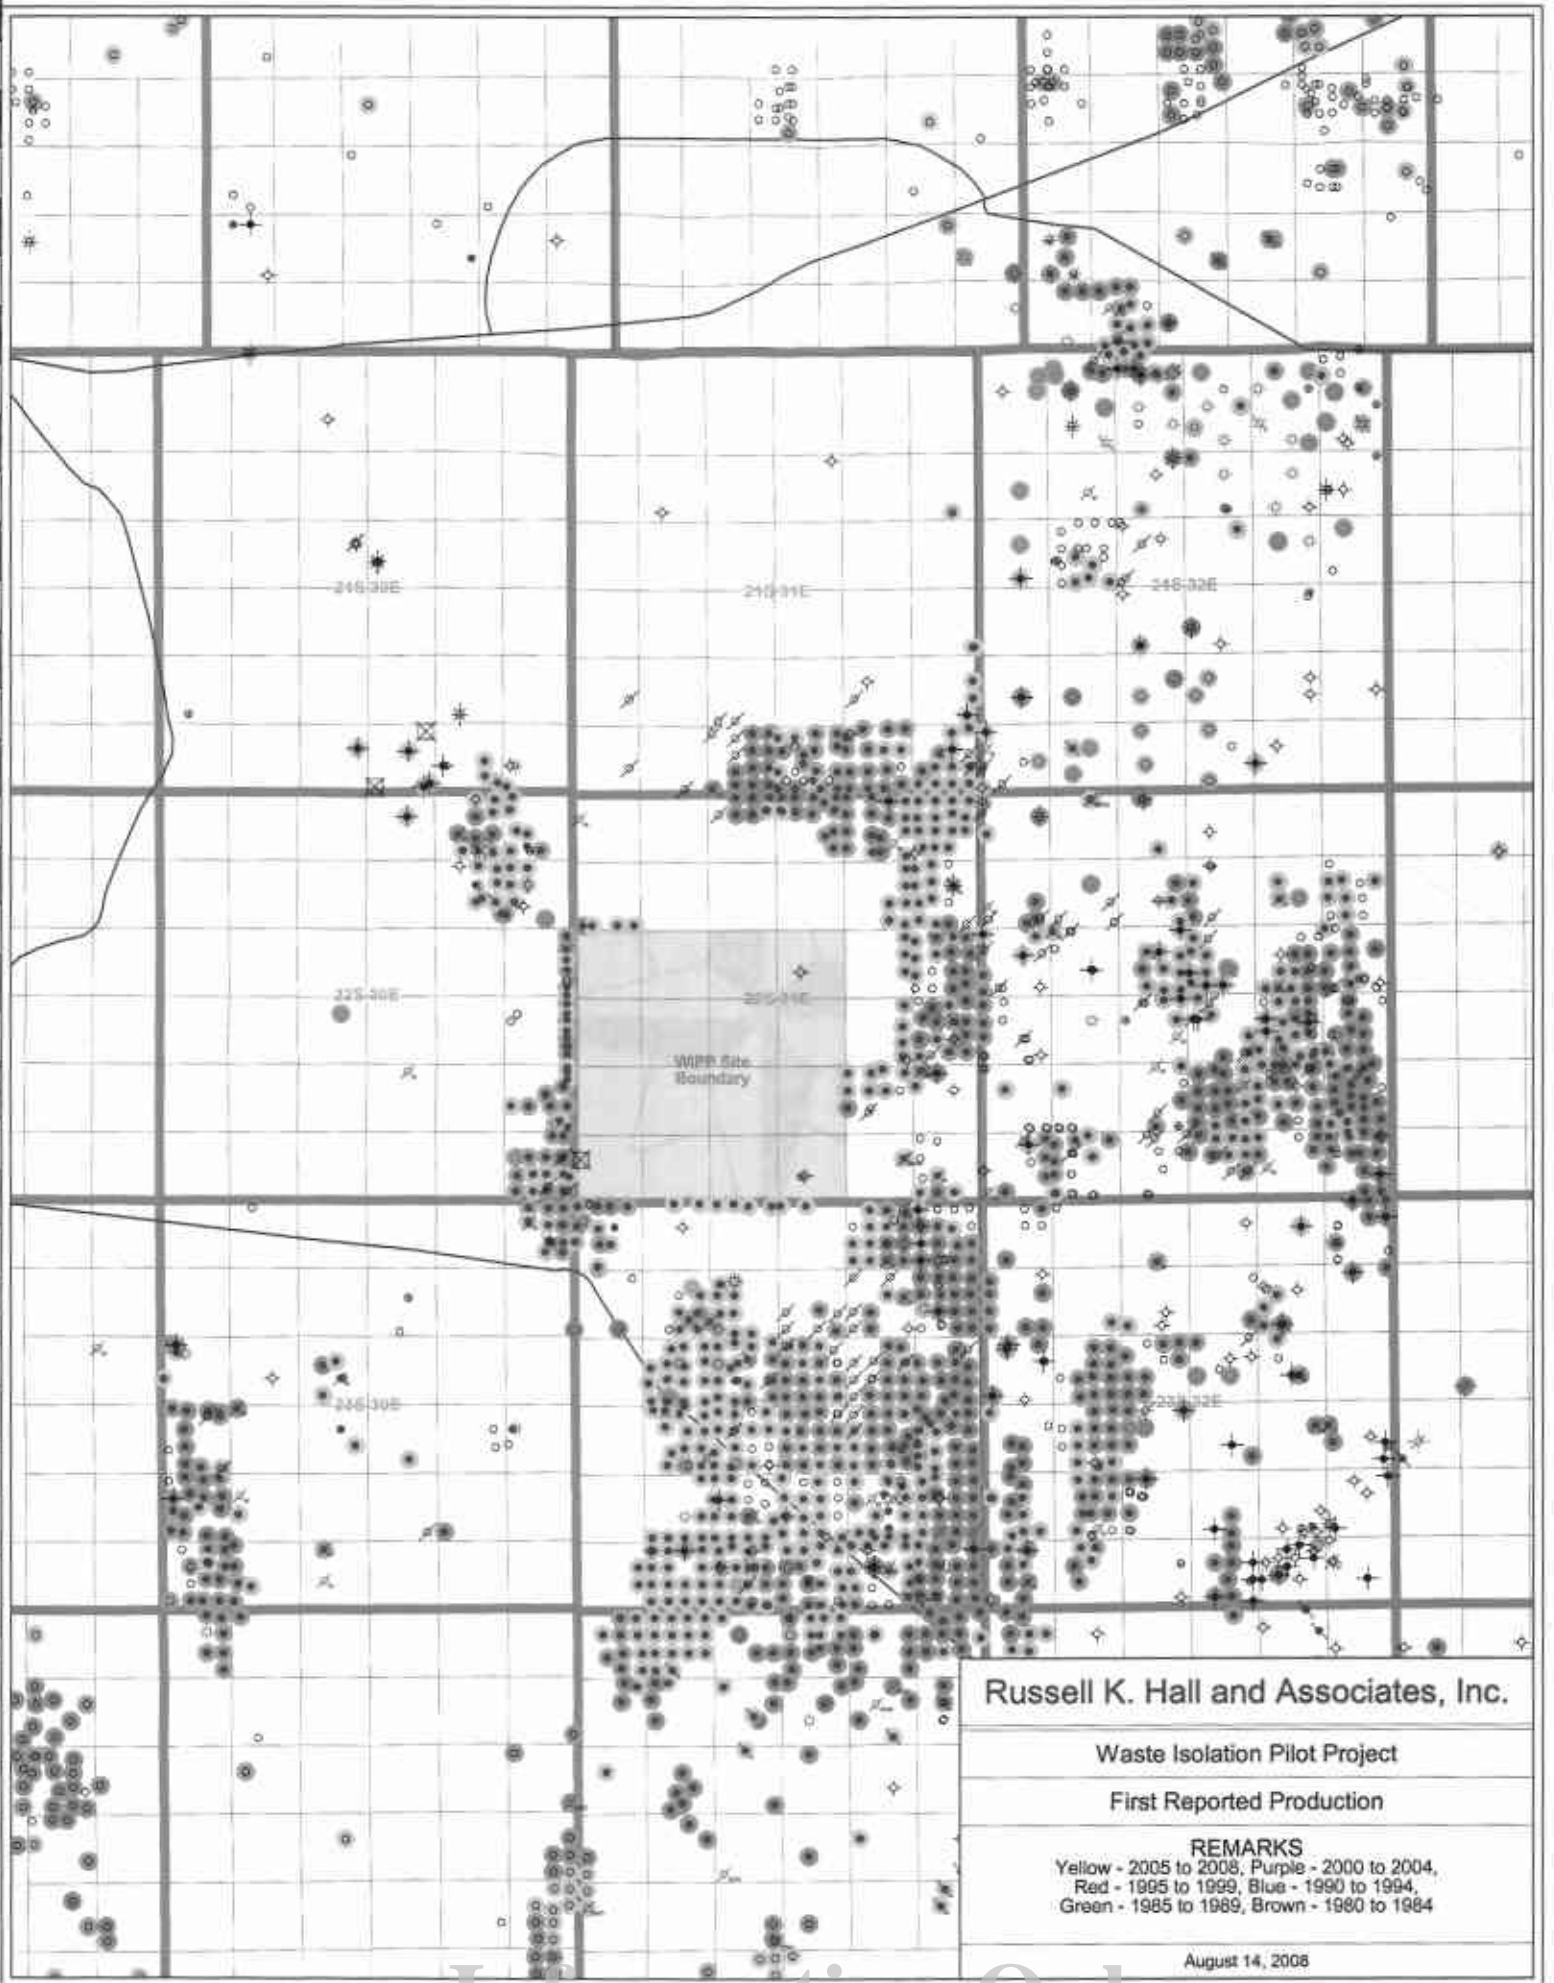 21S-30E
21S-31E
21S-32E
22S-30E
22S-31E
WIPP Site
Boundary
23S-30E
23S-32E
Russell K. Hall and Associates, Inc.
Waste Isolation Pilot Project
First Reported Production
REMARKS
Yellow - 2005 to 2008, Purple - 2000 to 2004,
Red - 1995 to 1999, Blue - 1990 to 1994,
Green - 1985 to 1989, Brown - 1980 to 1984
August 14, 2008